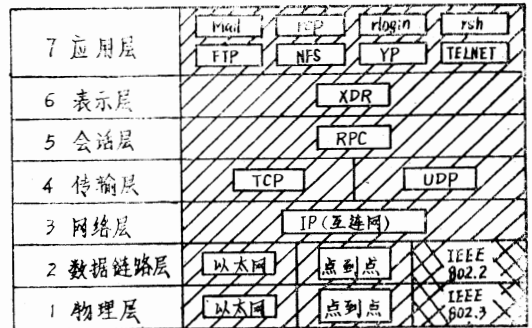 7 应用层
Mail rcp rlogin rsh
FTP NFS YP TELNET
6 表示层
XDR
5 会话层
RPC
4 传输层
TCP UDP
3 网络层
IP(互连网)
2 数据链路层
以太网 点到点 IEEE 802.2
1 物理层
以太网 点到点 IEEE 802.3